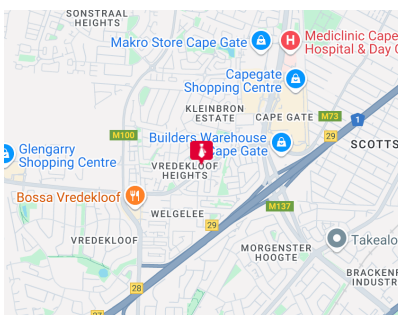 SONSTRAAL
HEIGHTS
Makro Store Cape Gate
H
Mediclinic Cape
Hospital & Day C
Capegate
Shopping Centre
KLEINBRON
ESTATE
CAPE GATE
M73
1
M100
Builders Warehouse
Cape Gate
29
SCOTTS
Glengarry
Shopping Centre
VREDEKLOOF
HEIGHTS
Bossa Vredekloof
M137
WELGELEE
29
VREDEKLOOF
Takealo
MORGENSTER
HOOGTE
BRACKENF
INDUSTR
28
27